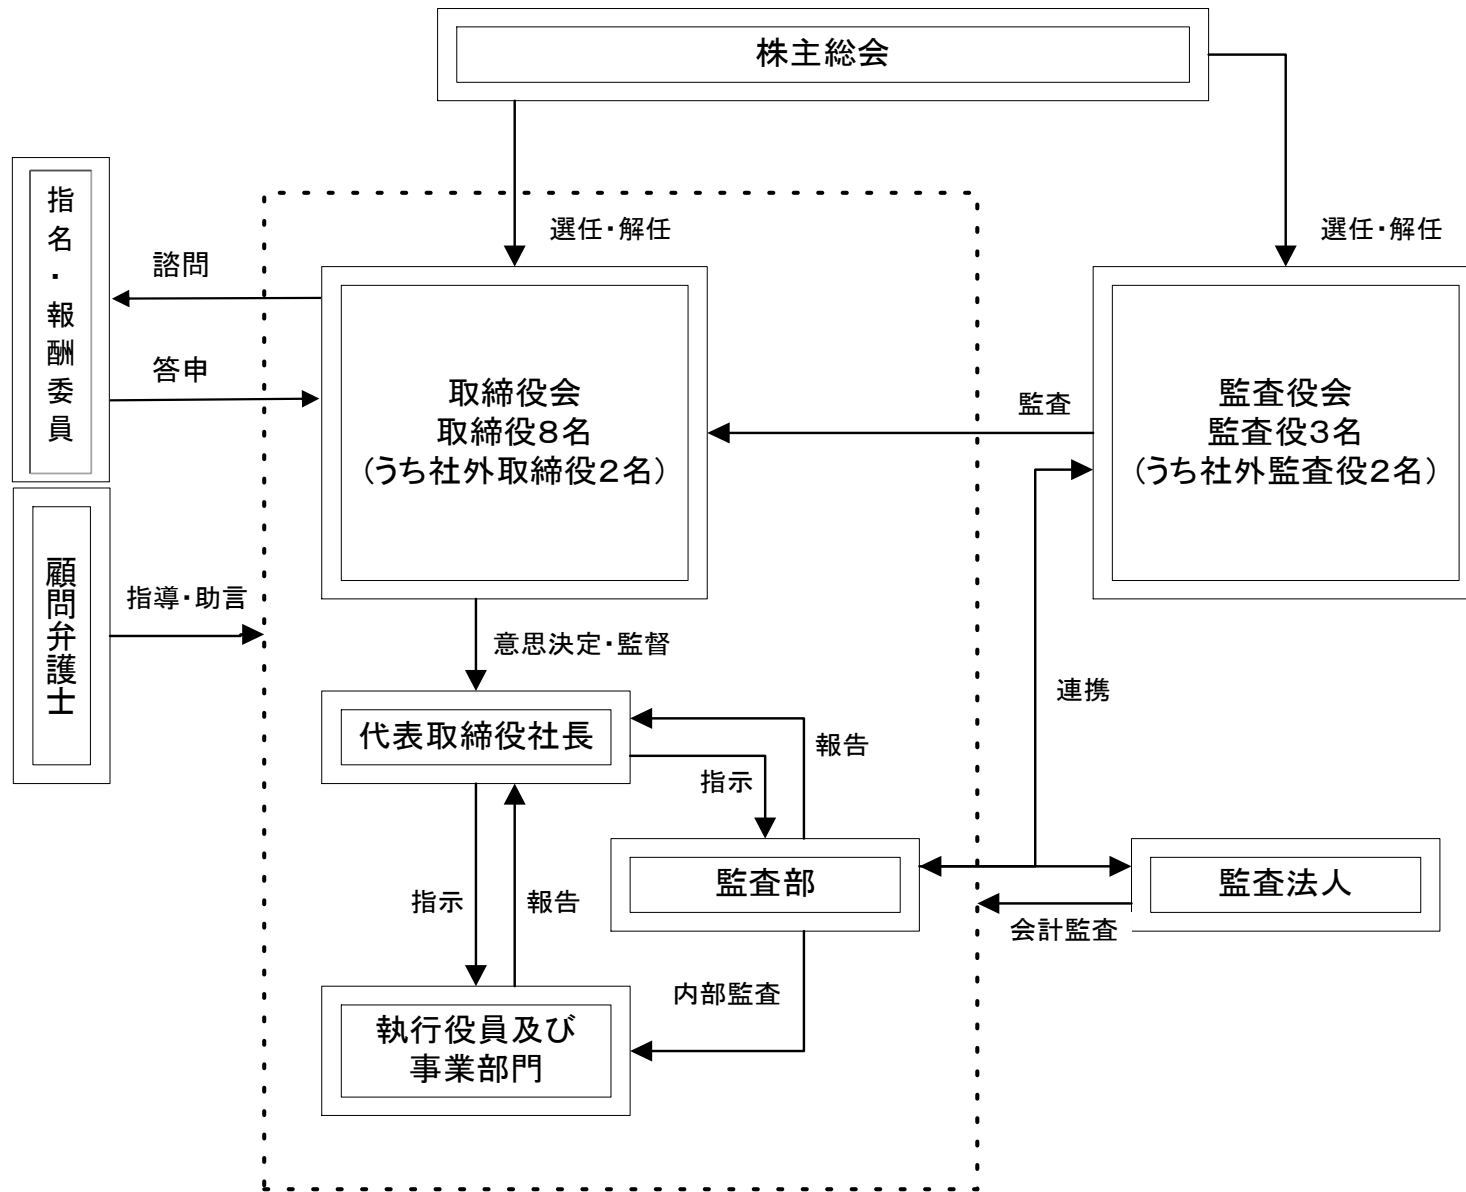 株主総会
選任・解任
選任・解任
指名・報酬委員
諮問
答申
取締役会
取締役8名
(うち社外取締役2名)
監査
監査役会
監査役3名
(うち社外監査役2名)
顧問弁護士
指導・助言
意思決定・監督
連携
代表取締役社長
報告
指示
監査部
監査法人
会計監査
指示
報告
内部監査
執行役員及び
事業部門